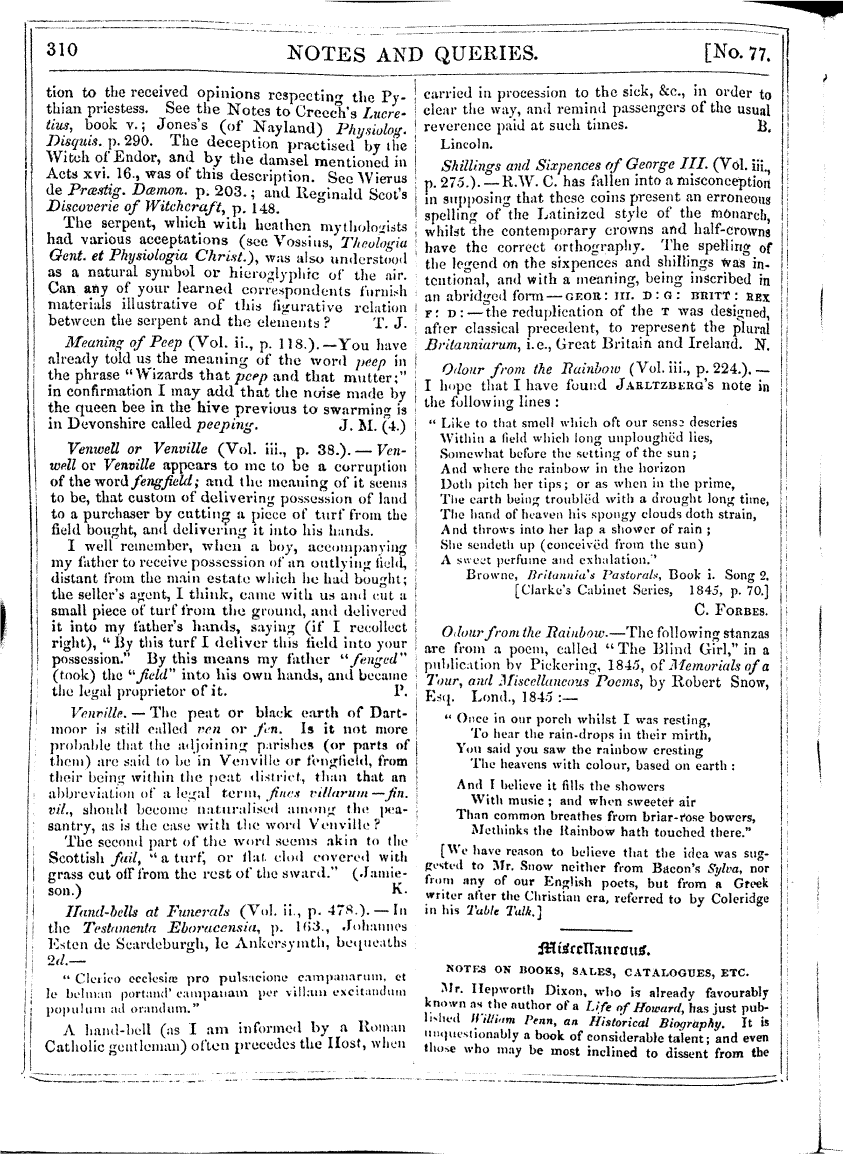 310
NOTES AND QUERIES.
[No. 77.
tion to the received opinions respecting the Py-
thian priestess. See the Notes to Creech's Lucre-
tius, book v.; Jones's (of Nayland) Physiolog.
Disquis. p. 290. The deception practised by the
Witch of Endor, and by the damsel mentioned in
Acts xvi. 16., was of this description. See Wierus
de Præstig. Dæmon. p. 203.; and Reginald Scot's
Discoverie of Witchcraft, p. 148.
The serpent, which with heathen mythologists
had various acceptations (see Vossius, Theologia
Gent. et Physiologia Christ.), was also understood
as a natural symbol or hieroglyphic of the air.
Can any of your learned correspondents furnish
materials illustrative of this figurative relation
between the serpent and the elements? T. J.
Meaning of Peep (Vol. ii., p. 118.).—You have
already told us the meaning of the word peep in
the phrase "Wizards that peep and that mutter;"
in confirmation I may add that the noise made by
the queen bee in the hive previous to swarming is
in Devonshire called peeping. J. M. (4.)
Venwell or Venville (Vol. iii., p. 38.).—Ven-
well or Venville appears to me to be a corruption
of the word fengfield; and the meaning of it seems
to be, that custom of delivering possession of land
to a purchaser by cutting a piece of turf from the
field bought, and delivering it into his hands.
I well remember, when a boy, accompanying
my father to receive possession of an outlying field,
distant from the main estate which he had bought;
the seller's agent, I think, came with us and cut a
small piece of turf from the ground, and delivered
it into my father's hands, saying (if I recollect
right), "By this turf I deliver this field into your
possession." By this means my father "fenged"
(took) the "field" into his own hands, and became
the legal proprietor of it. P.
Venville.—The peat or black earth of Dart-
moor is still called ven or fen. Is it not more
probable that the adjoining parishes (or parts of
them) are said to be in Venville or fengfield, from
their being within the peat district, than that an
abbreviation of a legal term, fines villarum—fin.
vil., should become naturalised among the pea-
santry, as is the case with the word Venville?
The second part of the word seems akin to the
Scottish fail, "a turf, or flat clod covered with
grass cut off from the rest of the sward." (Jamie-
son.) K.
Hand-bells at Funerals (Vol. ii., p. 478.).—In
the Testamenta Eboracensia, p. 163., Johannes
Esten de Scardeburgh, le Ankersymth, bequeaths
2d.—
"Clerico ecclesiæ pro pulsacione campanarum, et
le belman portand' campanam per villam excitandum
populum ad orandum."
A hand-bell (as I am informed by a Roman
Catholic gentleman) often precedes the Host, when
carried in procession to the sick, &c., in order to
clear the way, and remind passengers of the usual
reverence paid at such times. B.
Lincoln.
Shillings and Sixpences of George III. (Vol. iii.,
p. 275.).—R.W. C. has fallen into a misconception
in supposing that these coins present an erroneous
spelling of the Latinized style of the monarch,
whilst the contemporary crowns and half-crowns
have the correct orthography. The spelling of
the legend on the sixpences and shillings was in-
tentional, and with a meaning, being inscribed in
an abridged form—GEOR: III. D: G: BRITT: REX
F: D:—the reduplication of the T was designed,
after classical precedent, to represent the plural
Britanniarum, i.e., Great Britain and Ireland. N.
Odour from the Rainbow (Vol. iii., p. 224.).—
I hope that I have found JARLTZBERG's note in
the following lines:
"Like to that smell which oft our sense descries
Within a field which long unploughëd lies,
Somewhat before the setting of the sun;
And where the rainbow in the horizon
Doth pitch her tips; or as when in the prime,
The earth being troublëd with a drought long time,
The hand of heaven his spongy clouds doth strain,
And throws into her lap a shower of rain;
She sendeth up (conceivëd from the sun)
A sweet perfume and exhalation."
Browne, Britannia's Pastorals, Book i. Song 2.
[Clarke's Cabinet Series, 1845, p. 70.]
C. FORBES.
Odour from the Rainbow.—The following stanzas
are from a poem, called "The Blind Girl," in a
publication by Pickering, 1845, of Memorials of a
Tour, and Miscellaneous Poems, by Robert Snow,
Esq. Lond., 1845:—
"Once in our porch whilst I was resting,
To hear the rain-drops in their mirth,
You said you saw the rainbow cresting
The heavens with colour, based on earth:
And I believe it fills the showers
With music; and when sweeter air
Than common breathes from briar-rose bowers,
Methinks the Rainbow hath touched there."
[We have reason to believe that the idea was sug-
gested to Mr. Snow neither from Bacon's Sylva, nor
from any of our English poets, but from a Greek
writer after the Christian era, referred to by Coleridge
in his Table Talk.]
Miscellaneous.
NOTES ON BOOKS, SALES, CATALOGUES, ETC.
Mr. Hepworth Dixon, who is already favourably
known as the author of a Life of Howard, has just pub-
lished William Penn, an Historical Biography. It is
unquestionably a book of considerable talent; and even
those who may be most inclined to dissent from the